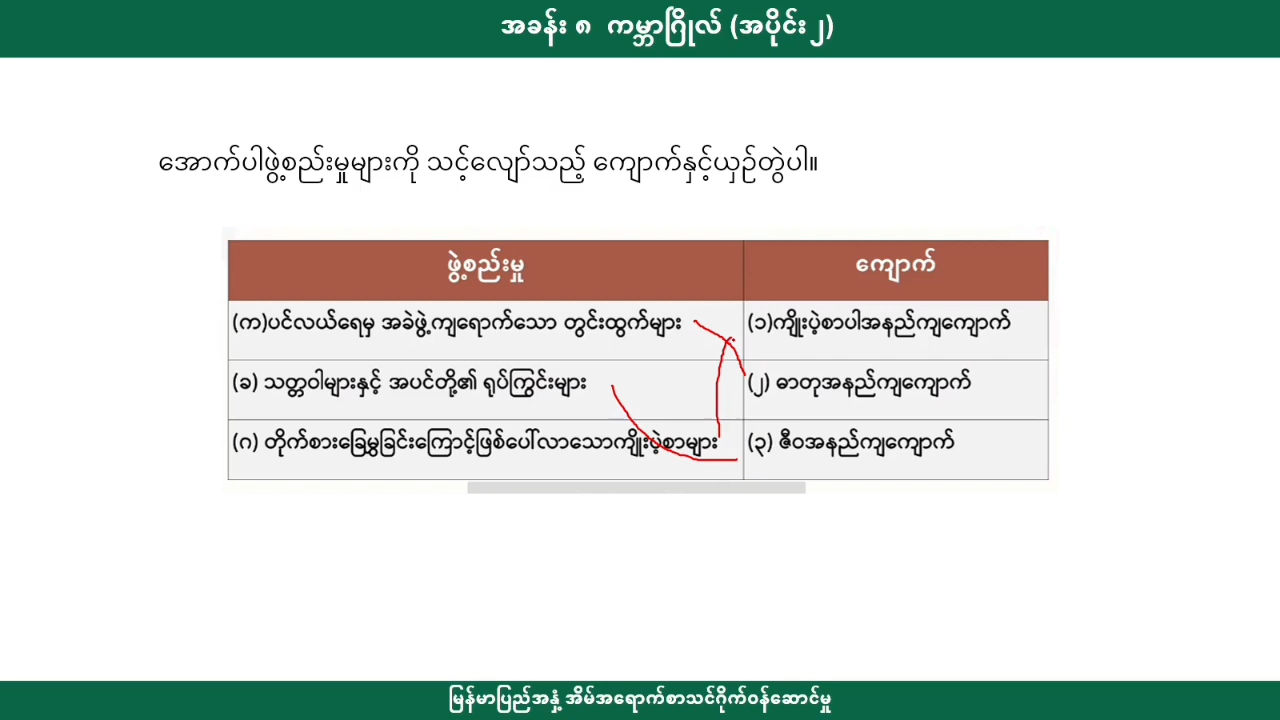 အခန်း ၈ ကမ္ဘာဂြိုလ် (အပိုင်း ၂)
အောက်ပါဖွဲ့စည်းမှုများကို သင့်လျော်သည့် ကျောက်နှင့်ယှဉ်တွဲပါ။
ဖွဲ့စည်းမှု ကျောက်
(က)ပင်လယ်ရေမှ အခဲဖွဲ့ကျရောက်သော တွင်းထွက်များ (၁)ကျိုးပဲ့စာပါအနည်ကျကျောက်
(ခ) သတ္တဝါများနှင့် အပင်တို့၏ ရုပ်ကြွင်းများ (၂) ဓာတုအနည်ကျကျောက်
(ဂ) တိုက်စားခြေမွခြင်းကြောင့်ဖြစ်ပေါ်လာသောကျိုးပဲ့စာများ (၃) ဇီဝအနည်ကျကျောက်
မြန်မာပြည်အနှံ့ အိမ်အရောက်စာသင်ဂိုက်ဝန်ဆောင်မှု